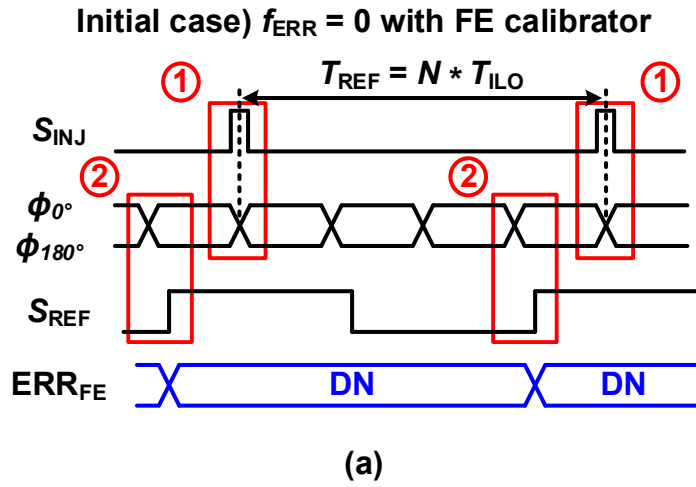 Initial case) fERR = 0 with FE calibrator
1 TREF = N * TILO 1
SINJ
2 2
ϕ0°
ϕ180°
SREF
ERRFE DN DN
(a)